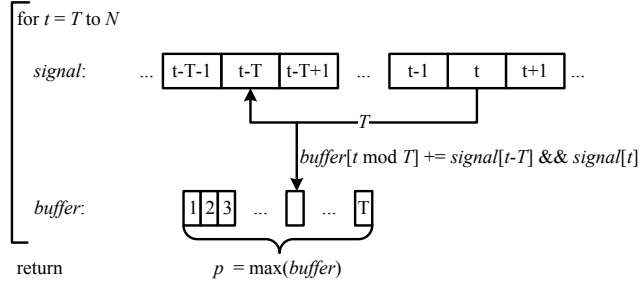 for t = T to N
signal: ... t-T-1 t-T t-T+1 ... t-1 t t+1 ...
T
buffer[t mod T] += signal[t-T] && signal[t]
buffer: 1 2 3 ... ... T
return p = max(buffer)